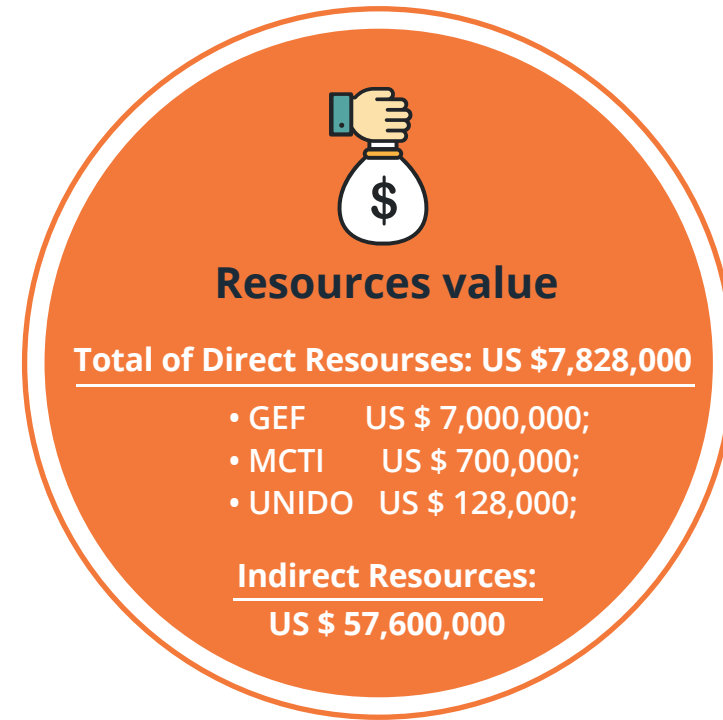 $
Resources value
Total of Direct Resourses: US $7,828,000
• GEF US $ 7,000,000;
• MCTI US $ 700,000;
• UNIDO US $ 128,000;
Indirect Resources:
US $ 57,600,000